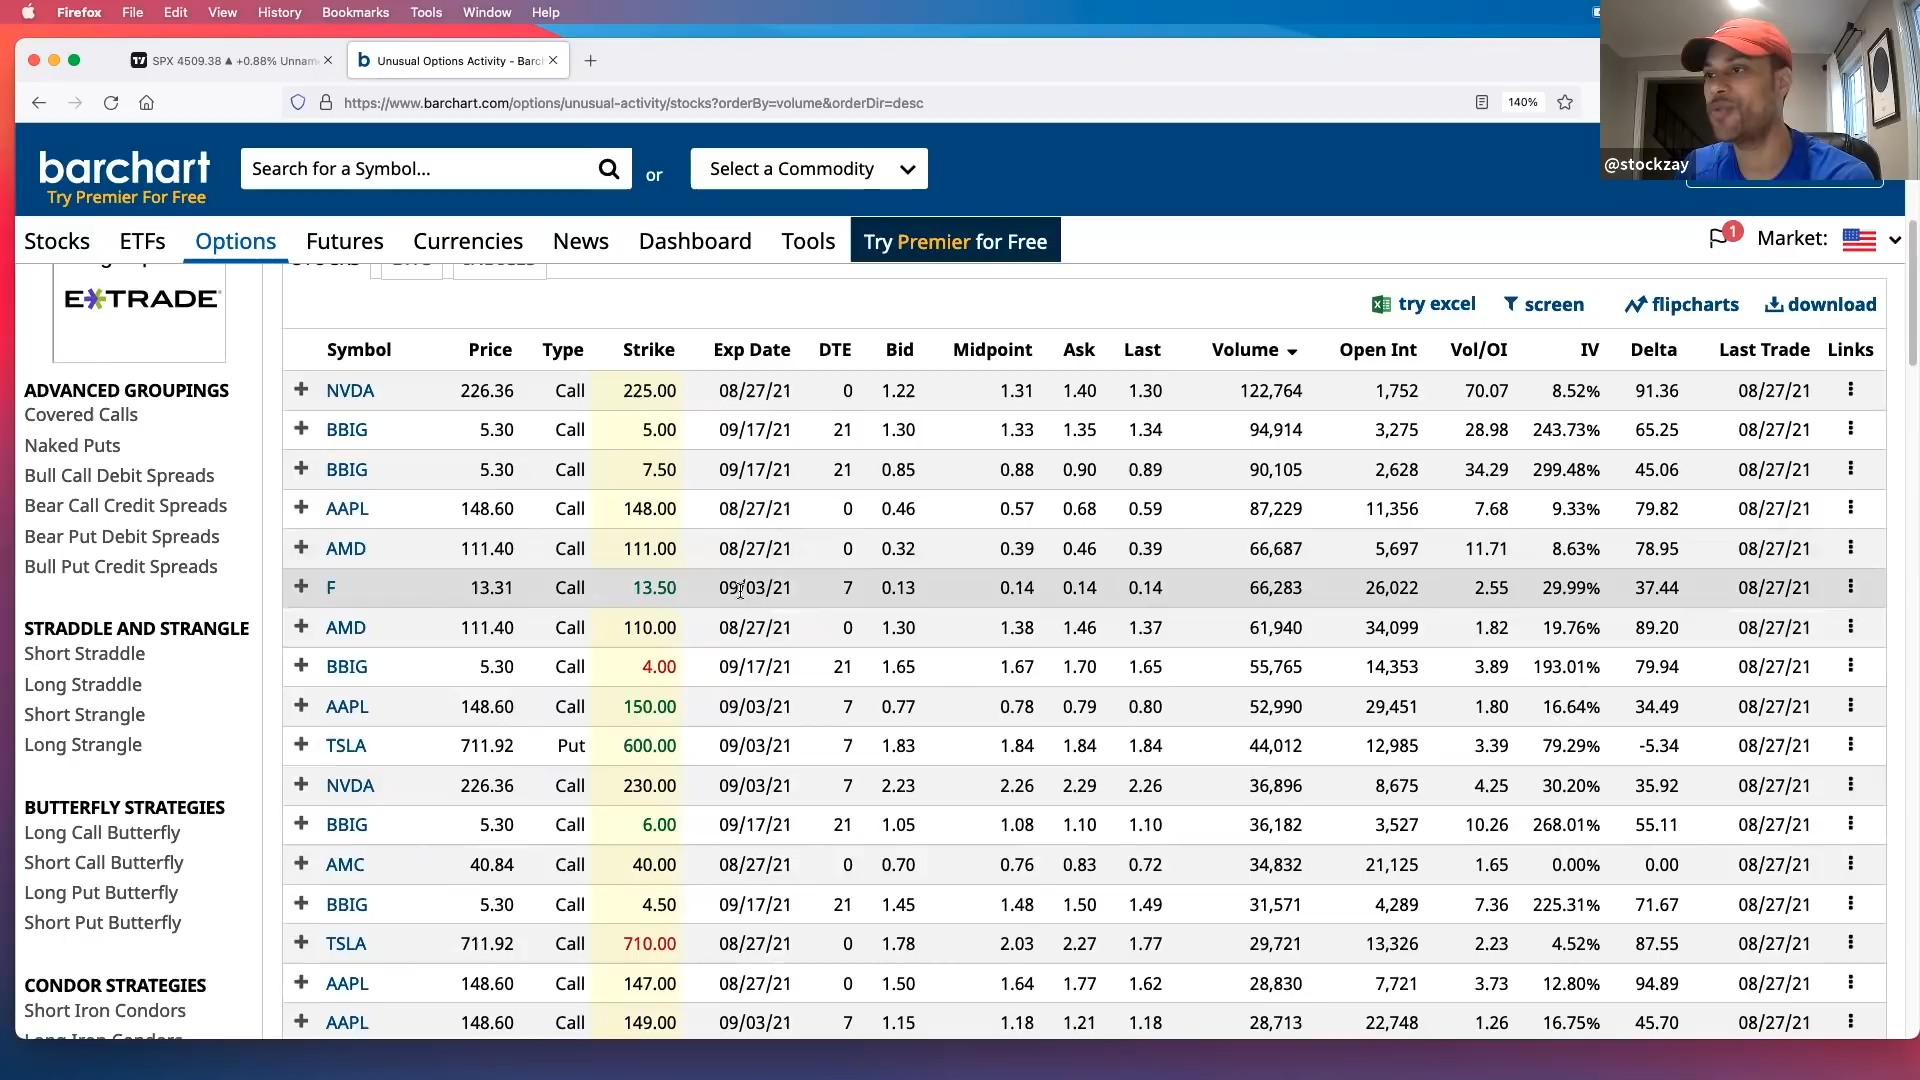 Firefox File Edit View History Bookmarks Tools Window Help
SPX 4509.38 ▲ +0.88% Unnam
Unusual Options Activity - Barc
https://www.barchart.com/options/unusual-activity/stocks?orderBy=volume&orderDir=desc
140%
@stockzay
barchart
Try Premier For Free
Search for a Symbol...
or
Select a Commodity
Stocks ETFs Options Futures Currencies News Dashboard Tools Try Premier for Free
1
Market:
E*TRADE
ADVANCED GROUPINGS
Covered Calls
Naked Puts
Bull Call Debit Spreads
Bear Call Credit Spreads
Bear Put Debit Spreads
Bull Put Credit Spreads
STRADDLE AND STRANGLE
Short Straddle
Long Straddle
Short Strangle
Long Strangle
BUTTERFLY STRATEGIES
Long Call Butterfly
Short Call Butterfly
Long Put Butterfly
Short Put Butterfly
CONDOR STRATEGIES
Short Iron Condors
Long Iron Condors
try excel screen flipcharts download
Symbol Price Type Strike Exp Date DTE Bid Midpoint Ask Last Volume Open Int Vol/OI IV Delta Last Trade Links
NVDA 226.36 Call 225.00 08/27/21 0 1.22 1.31 1.40 1.30 122,764 1,752 70.07 8.52% 91.36 08/27/21
BBIG 5.30 Call 5.00 09/17/21 21 1.30 1.33 1.35 1.34 94,914 3,275 28.98 243.73% 65.25 08/27/21
BBIG 5.30 Call 7.50 09/17/21 21 0.85 0.88 0.90 0.89 90,105 2,628 34.29 299.48% 45.06 08/27/21
AAPL 148.60 Call 148.00 08/27/21 0 0.46 0.57 0.68 0.59 87,229 11,356 7.68 9.33% 79.82 08/27/21
AMD 111.40 Call 111.00 08/27/21 0 0.32 0.39 0.46 0.39 66,687 5,697 11.71 8.63% 78.95 08/27/21
F 13.31 Call 13.50 09/03/21 7 0.13 0.14 0.14 0.14 66,283 26,022 2.55 29.99% 37.44 08/27/21
AMD 111.40 Call 110.00 08/27/21 0 1.30 1.38 1.46 1.37 61,940 34,099 1.82 19.76% 89.20 08/27/21
BBIG 5.30 Call 4.00 09/17/21 21 1.65 1.67 1.70 1.65 55,765 14,353 3.89 193.01% 79.94 08/27/21
AAPL 148.60 Call 150.00 09/03/21 7 0.77 0.78 0.79 0.80 52,990 29,451 1.80 16.64% 34.49 08/27/21
TSLA 711.92 Put 600.00 09/03/21 7 1.83 1.84 1.84 1.84 44,012 12,985 3.39 79.29% -5.34 08/27/21
NVDA 226.36 Call 230.00 09/03/21 7 2.23 2.26 2.29 2.26 36,896 8,675 4.25 30.20% 35.92 08/27/21
BBIG 5.30 Call 6.00 09/17/21 21 1.05 1.08 1.10 1.10 36,182 3,527 10.26 268.01% 55.11 08/27/21
AMC 40.84 Call 40.00 08/27/21 0 0.70 0.76 0.83 0.72 34,832 21,125 1.65 0.00% 0.00 08/27/21
BBIG 5.30 Call 4.50 09/17/21 21 1.45 1.48 1.50 1.49 31,571 4,289 7.36 225.31% 71.67 08/27/21
TSLA 711.92 Call 710.00 08/27/21 0 1.78 2.03 2.27 1.77 29,721 13,326 2.23 4.52% 87.55 08/27/21
AAPL 148.60 Call 147.00 08/27/21 0 1.50 1.64 1.77 1.62 28,830 7,721 3.73 12.80% 94.89 08/27/21
AAPL 148.60 Call 149.00 09/03/21 7 1.15 1.18 1.21 1.18 28,713 22,748 1.26 16.75% 45.70 08/27/21